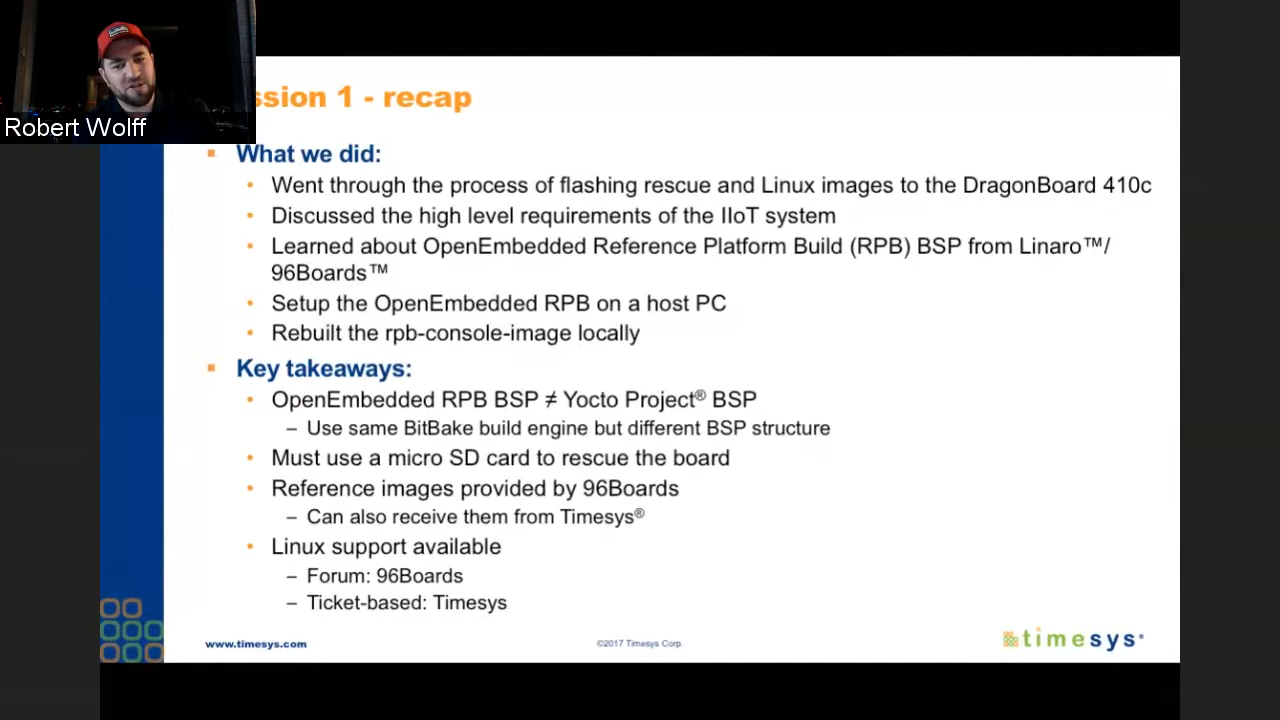 Robert Wolff
ssion 1 - recap
What we did:
Went through the process of flashing rescue and Linux images to the DragonBoard 410c
Discussed the high level requirements of the IIoT system
Learned about OpenEmbedded Reference Platform Build (RPB) BSP from Linaro™/
96Boards™
Setup the OpenEmbedded RPB on a host PC
Rebuilt the rpb-console-image locally
Key takeaways:
OpenEmbedded RPB BSP ≠ Yocto Project® BSP
– Use same BitBake build engine but different BSP structure
Must use a micro SD card to rescue the board
Reference images provided by 96Boards
– Can also receive them from Timesys®
Linux support available
– Forum: 96Boards
– Ticket-based: Timesys
www.timesys.com
©2017 Timesys Corp.
timesys®